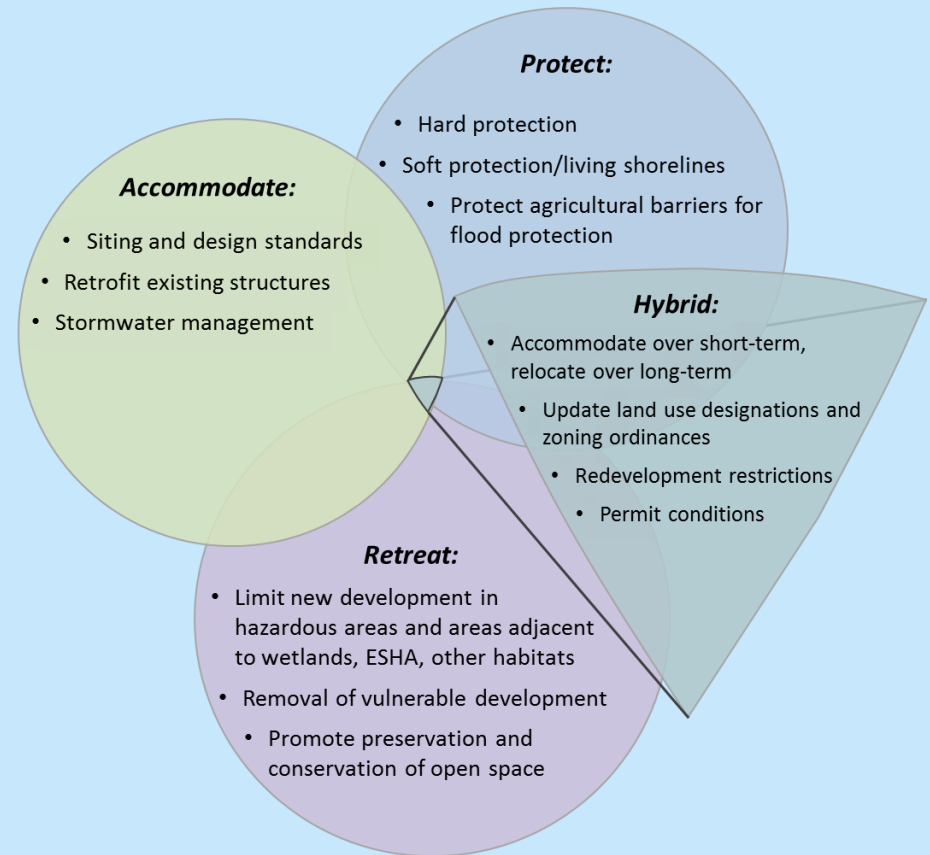 Protect:
• Hard protection
• Soft protection/living shorelines
• Protect agricultural barriers for
flood protection
Accommodate:
• Siting and design standards
• Retrofit existing structures
• Stormwater management
Hybrid:
• Accommodate over short-term,
relocate over long-term
• Update land use designations and
zoning ordinances
• Redevelopment restrictions
• Permit conditions
Retreat:
• Limit new development in
hazardous areas and areas adjacent
to wetlands, ESHA, other habitats
• Removal of vulnerable development
• Promote preservation and
conservation of open space